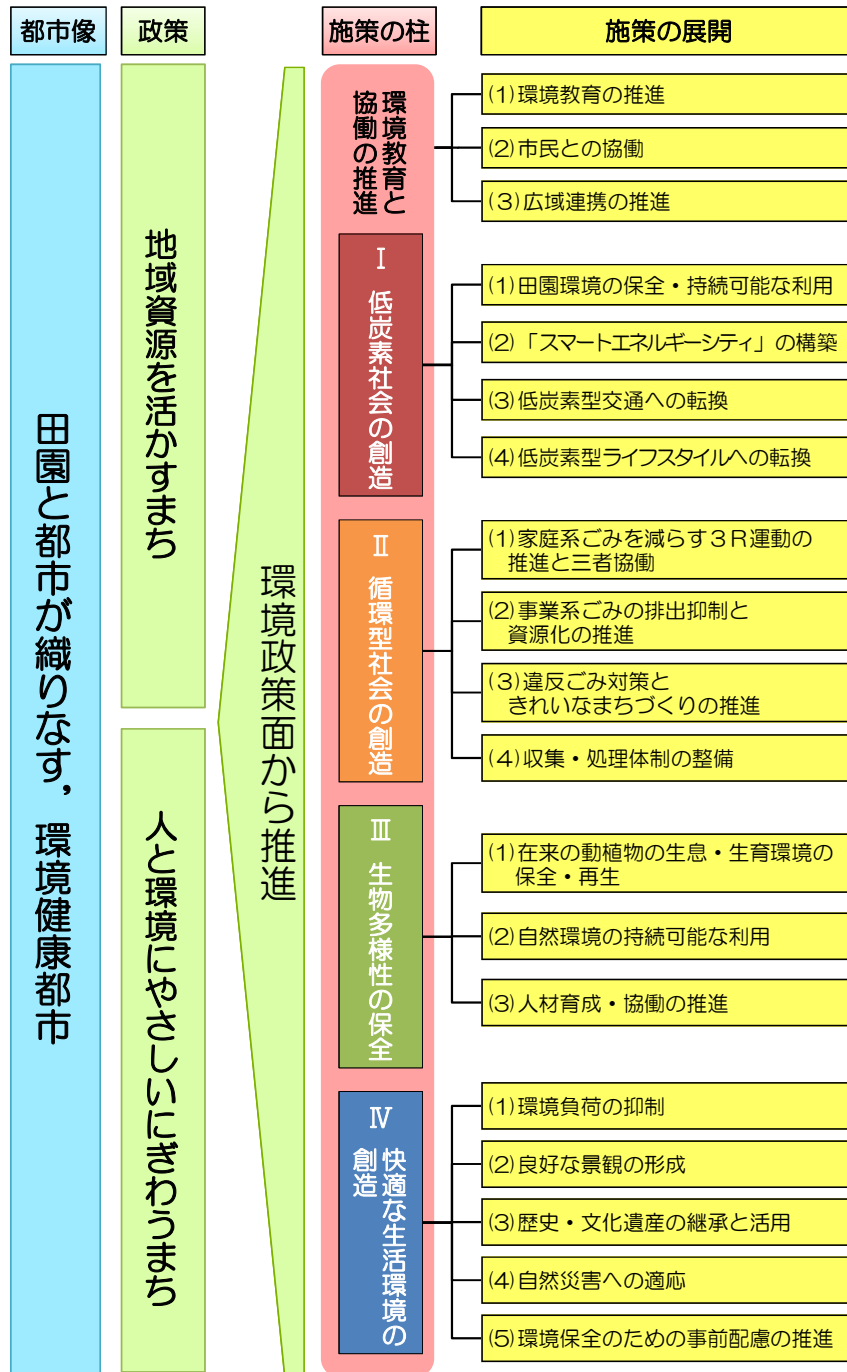 都市像
政策
施策の柱
施策の展開
田園と都市が織りなす，環境健康都市
地域資源を活かすまち
人と環境にやさしいにぎわうまち
環境政策面から推進
環境教育と
協働の推進
(1)環境教育の推進
(2)市民との協働
(3)広域連携の推進
Ⅰ 低炭素社会の創造
(1)田園環境の保全・持続可能な利用
(2)「スマートエネルギーシティ」の構築
(3)低炭素型交通への転換
(4)低炭素型ライフスタイルへの転換
Ⅱ 循環型社会の創造
(1)家庭系ごみを減らす３Ｒ運動の
推進と三者協働
(2)事業系ごみの排出抑制と
資源化の推進
(3)違反ごみ対策と
きれいなまちづくりの推進
(4)収集・処理体制の整備
Ⅲ 生物多様性の保全
(1)在来の動植物の生息・生育環境の
保全・再生
(2)自然環境の持続可能な利用
(3)人材育成・協働の推進
Ⅳ 快適な生活環境の
創造
(1)環境負荷の抑制
(2)良好な景観の形成
(3)歴史・文化遺産の継承と活用
(4)自然災害への適応
(5)環境保全のための事前配慮の推進